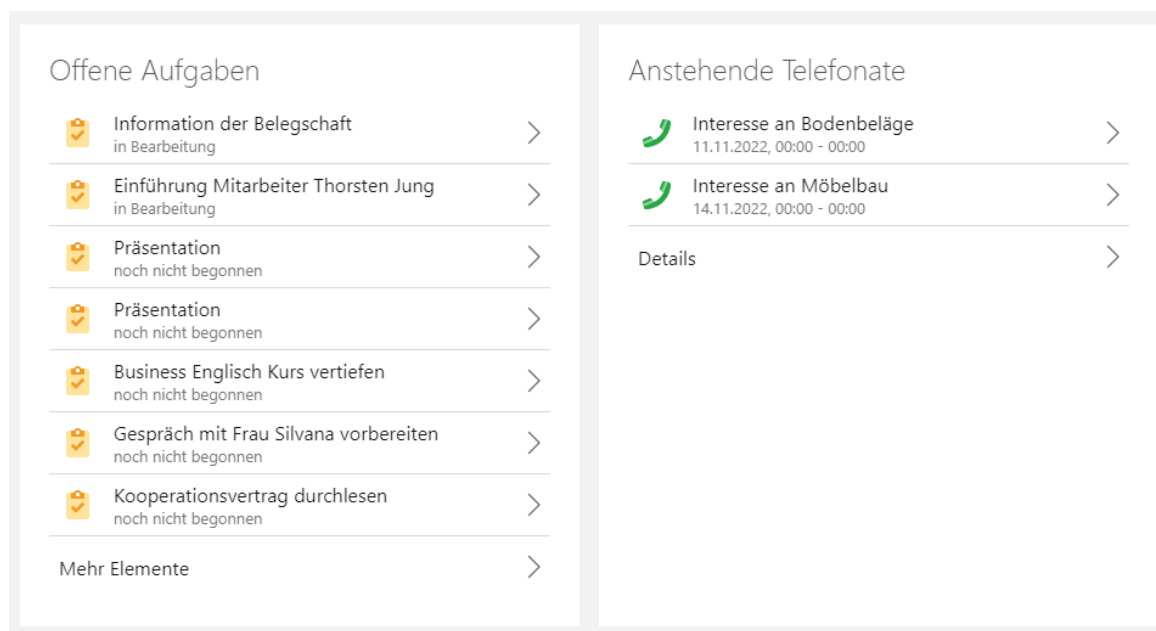 Offene Aufgaben
Information der Belegschaft
in Bearbeitung
Einführung Mitarbeiter Thorsten Jung
in Bearbeitung
Präsentation
noch nicht begonnen
Präsentation
noch nicht begonnen
Business Englisch Kurs vertiefen
noch nicht begonnen
Gespräch mit Frau Silvana vorbereiten
noch nicht begonnen
Kooperationsvertrag durchlesen
noch nicht begonnen
Mehr Elemente
Anstehende Telefonate
Interesse an Bodenbeläge
11.11.2022, 00:00 - 00:00
Interesse an Möbelbau
14.11.2022, 00:00 - 00:00
Details